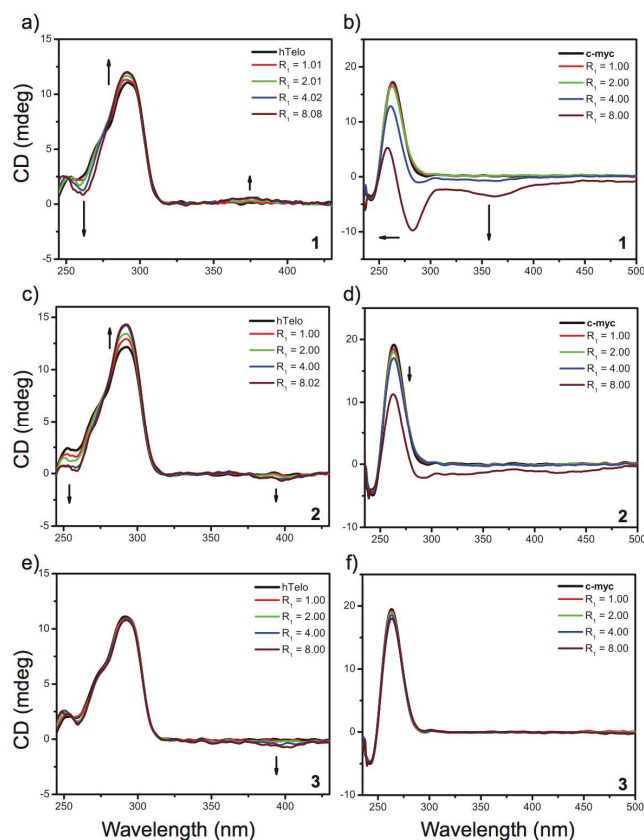 a)
CD (mdeg)
15
10
5
0
-5
250
300
350
400
hTelo
R1 = 1.01
R1 = 2.01
R1 = 4.02
R1 = 8.08
1
b)
20
10
0
-10
250
300
350
400
450
500
c-myc
R1 = 1.00
R1 = 2.00
R1 = 4.00
R1 = 8.00
1
c)
CD (mdeg)
15
10
5
0
-5
250
300
350
400
hTelo
R1 = 1.00
R1 = 2.00
R1 = 4.00
R1 = 8.02
2
d)
20
10
0
-10
250
300
350
400
450
500
c-myc
R1 = 1.00
R1 = 2.00
R1 = 4.00
R1 = 8.00
2
e)
CD (mdeg)
15
10
5
0
-5
250
300
350
400
hTelo
R1 = 1.00
R1 = 2.00
R1 = 4.00
R1 = 8.00
3
Wavelength (nm)
f)
20
10
0
-10
250
300
350
400
450
500
c-myc
R1 = 1.00
R1 = 2.00
R1 = 4.00
R1 = 8.00
3
Wavelength (nm)